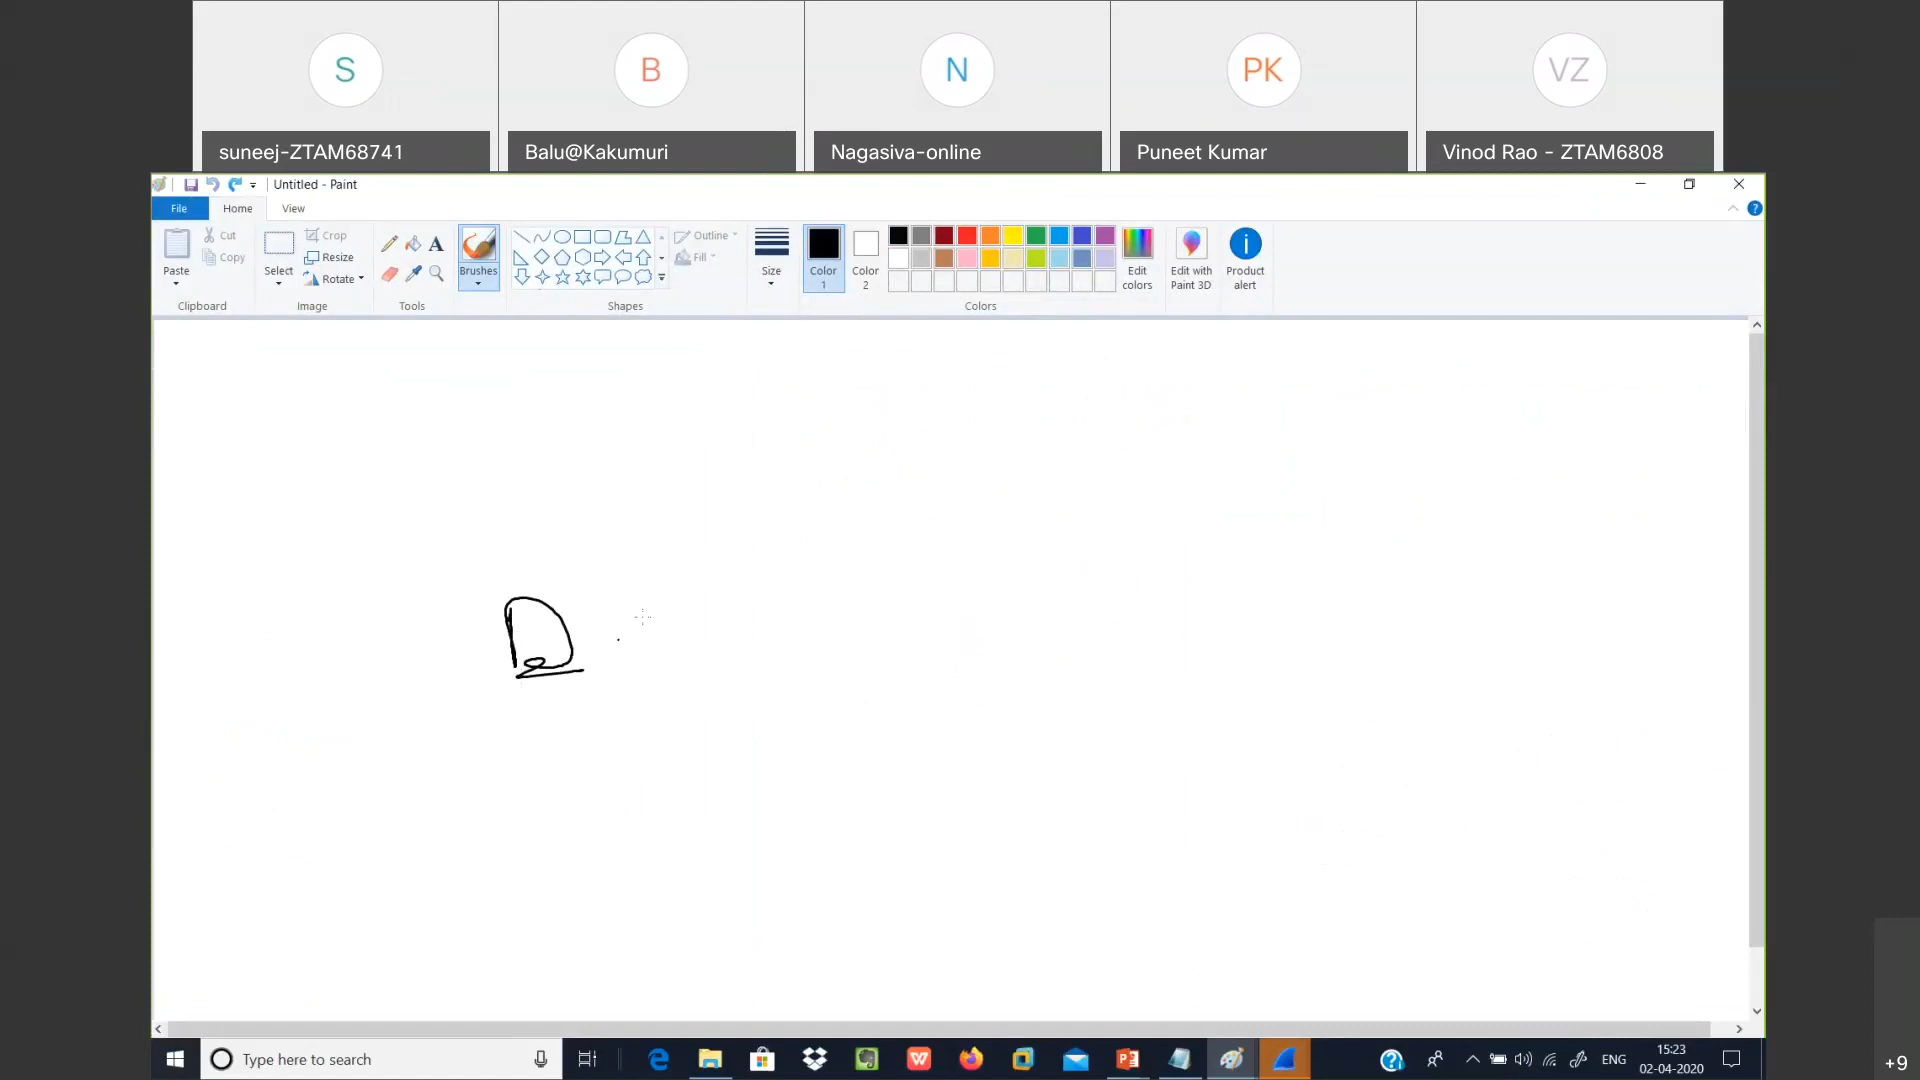 S B N PK VZ
suneej-ZTAM68741 Balu@Kakumuri Nagasiva-online Puneet Kumar Vinod Rao - ZTAM6808
Untitled - Paint
File Home View
Cut Crop Outline
Copy Resize Fill
Rotate
Paste Select Brushes Size Color 1 Color 2 Edit colors Edit with Paint 3D Product alert
Clipboard Image Tools Shapes Colors
D
Type here to search ENG 15:23
02-04-2020
+9